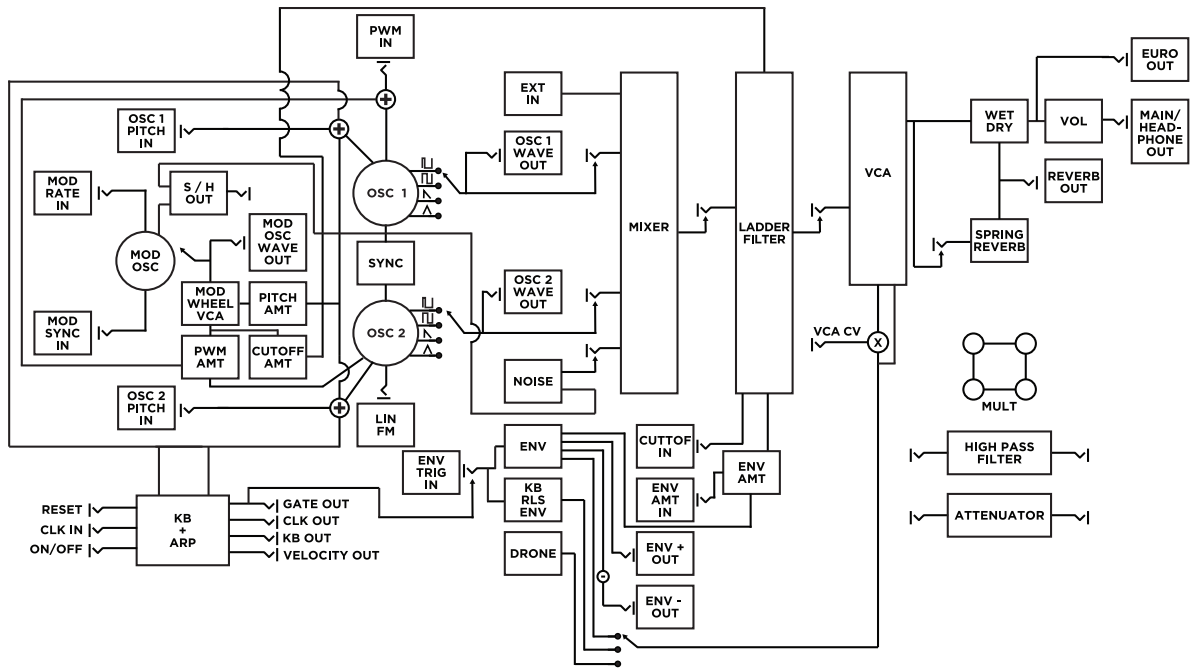 PWM
IN
EURO
OUT
EXT
IN
OSC 1
PITCH
IN
+
+
WET
DRY
VOL
MAIN/
HEAD-
PHONE
OUT
OSC 1
WAVE
OUT
MOD
RATE
IN
S / H
OUT
OSC 1
VCA
REVERB
OUT
MOD
OSC
WAVE
OUT
MIXER
LADDER
FILTER
SPRING
REVERB
MOD
OSC
SYNC
OSC 2
WAVE
OUT
MOD
WHEEL
VCA
PITCH
AMT
MOD
SYNC
IN
OSC 2
VCA CV
X
PWM
AMT
CUTOFF
AMT
NOISE
MULT
OSC 2
PITCH
IN
+
LIN
FM
ENV
CUTTOF
IN
HIGH PASS
FILTER
ENV
TRIG
IN
ENV
AMT
KB
RLS
ENV
ENV
AMT
IN
RESET
CLK IN
ON/OFF
KB
+
ARP
GATE OUT
CLK OUT
KB OUT
VELOCITY OUT
ATTENUATOR
DRONE
ENV +
OUT
-
ENV -
OUT